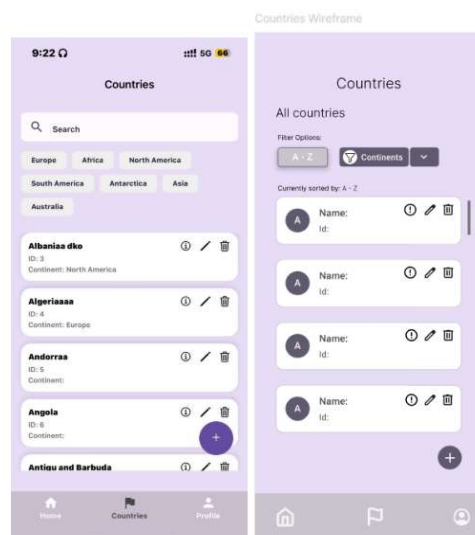 Countries Wireframe
9:22
5G 66
Countries
Search
Europe Africa North America
South America Antarctica Asia
Australia
Albaniaa dko
ID: 3
Continent: North America
Algeriaaaa
ID: 4
Continent: Europe
Andorraa
ID: 5
Continent:
Angola
ID: 6
Continent:
+
Antigu and Barbuda
Home Countries Profile
Countries
All countries
Filter Options:
A - Z Continents
Currently sorted by: A - Z
A Name:
Id:
A Name:
Id:
A Name:
Id:
A Name:
Id:
+